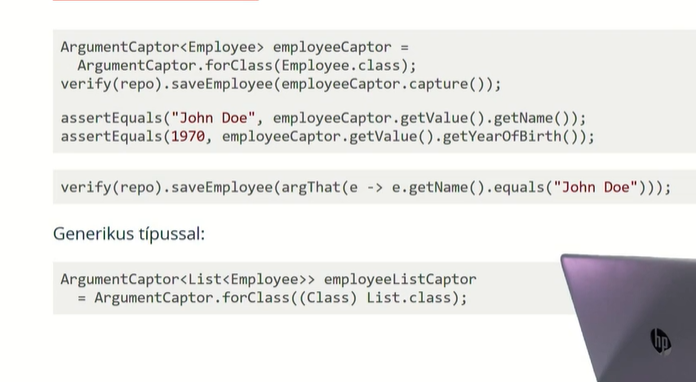 ArgumentCaptor<Employee> employeeCaptor =
ArgumentCaptor.forClass(Employee.class);
verify(repo).saveEmployee(employeeCaptor.capture());
assertEquals("John Doe", employeeCaptor.getValue().getName());
assertEquals(1970, employeeCaptor.getValue().getYearOfBirth());
verify(repo).saveEmployee(argThat(e -> e.getName().equals("John Doe")));
Generikus típussal:
ArgumentCaptor<List<Employee>> employeeListCaptor
= ArgumentCaptor.forClass((Class) List.class);
hp